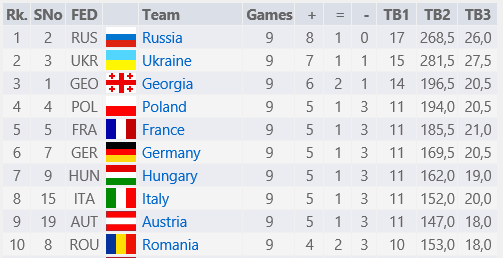 Rk. SNo FED Team Games + = - TB1 TB2 TB3
1 2 RUS Russia 9 8 1 0 17 268,5 26,0
2 3 UKR Ukraine 9 7 1 1 15 281,5 27,5
3 1 GEO Georgia 9 6 2 1 14 196,5 20,5
4 4 POL Poland 9 5 1 3 11 194,0 20,5
5 5 FRA France 9 5 1 3 11 185,5 21,0
6 7 GER Germany 9 5 1 3 11 169,5 20,5
7 9 HUN Hungary 9 5 1 3 11 162,0 19,0
8 15 ITA Italy 9 5 1 3 11 152,0 20,0
9 19 AUT Austria 9 5 1 3 11 147,0 18,0
10 8 ROU Romania 9 4 2 3 10 153,0 18,0